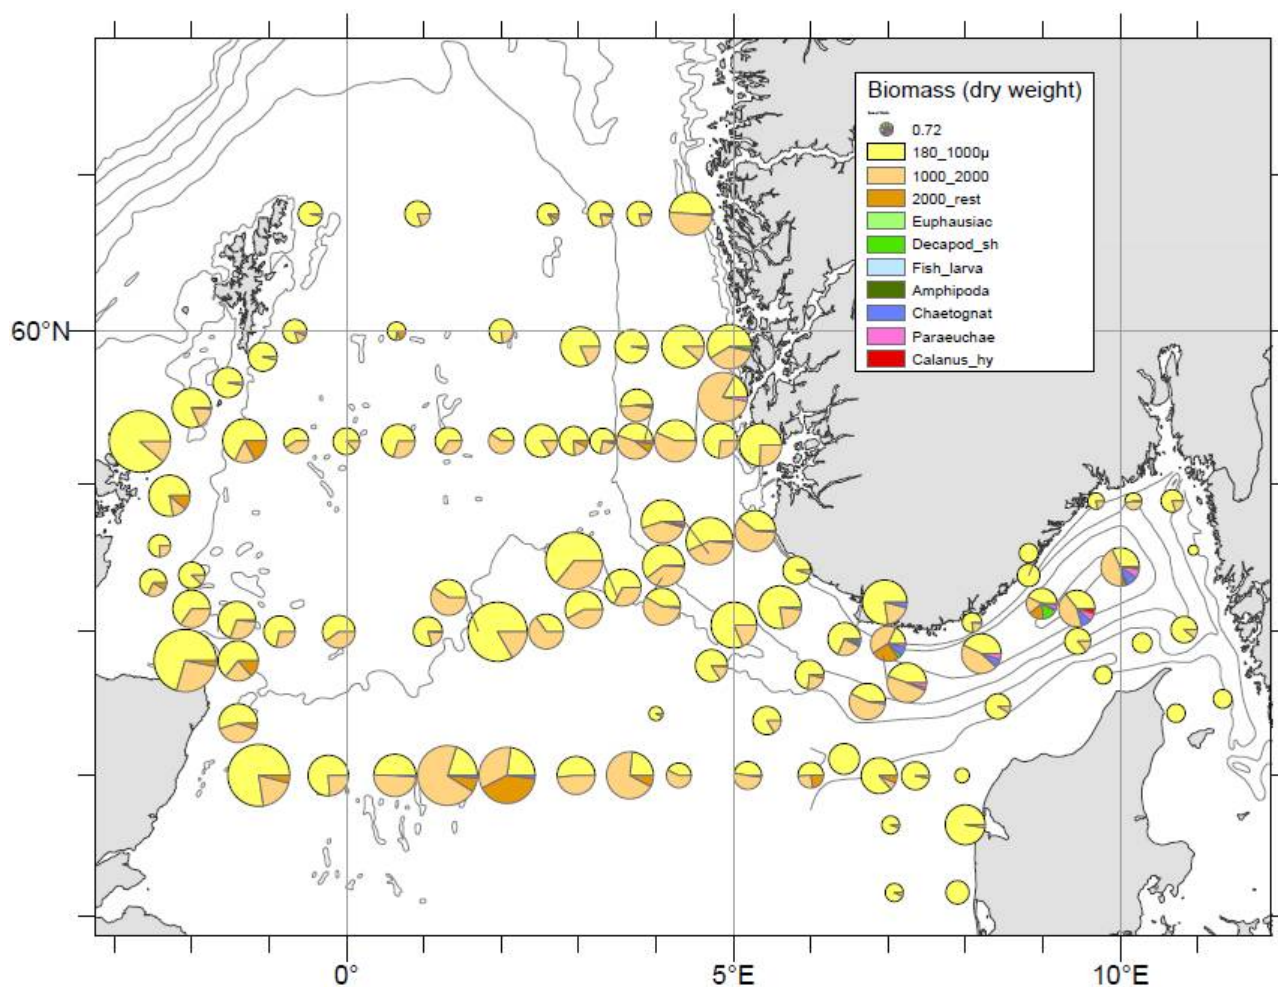 Biomass (dry weight)
0.72
180_1000µ
1000_2000
2000_rest
Euphausiac
Decapod_sh
Fish_larva
Amphipoda
Chaetognat
Paraeuchae
Calanus_hy
60°N
0°
5°E
10°E